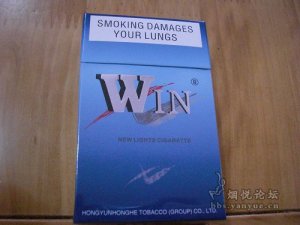 SMOKING DAMAGES
YOUR LUNGS
WIN
®
NEW LIGHTS CIGARETTE
HONGYUNHONGHE TOBACCO (GROUP) CO., LTD.
烟悦论坛
bbs.yanyue.cn